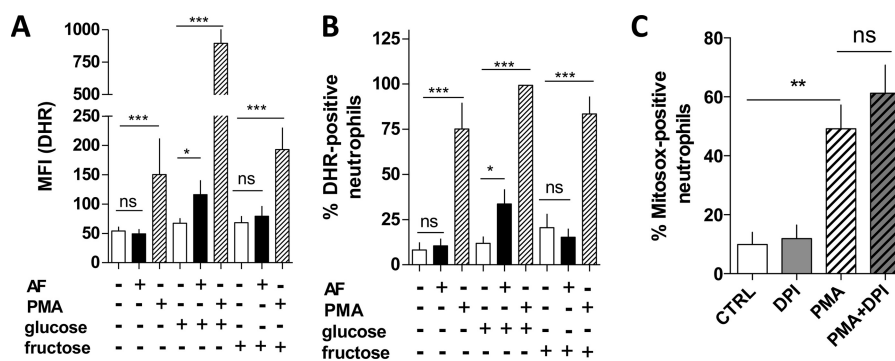 A
MFI (DHR)
1000
750
500
250
200
150
100
50
0
ns
***
*
***
ns
***
AF - + - - + - - + -
PMA - - + - - + - - +
glucose - - - + + + - - -
fructose - - - - - - + + +
B
% DHR-positive
neutrophils
125
100
75
50
25
0
ns
***
*
***
ns
***
AF - + - - + - - + -
PMA - - + - - + - - +
glucose - - - + + + - - -
fructose - - - - - - + + +
C
% Mitosox-positive
neutrophils
80
60
40
20
0
**
ns
CTRL
DPI
PMA
PMA+DPI